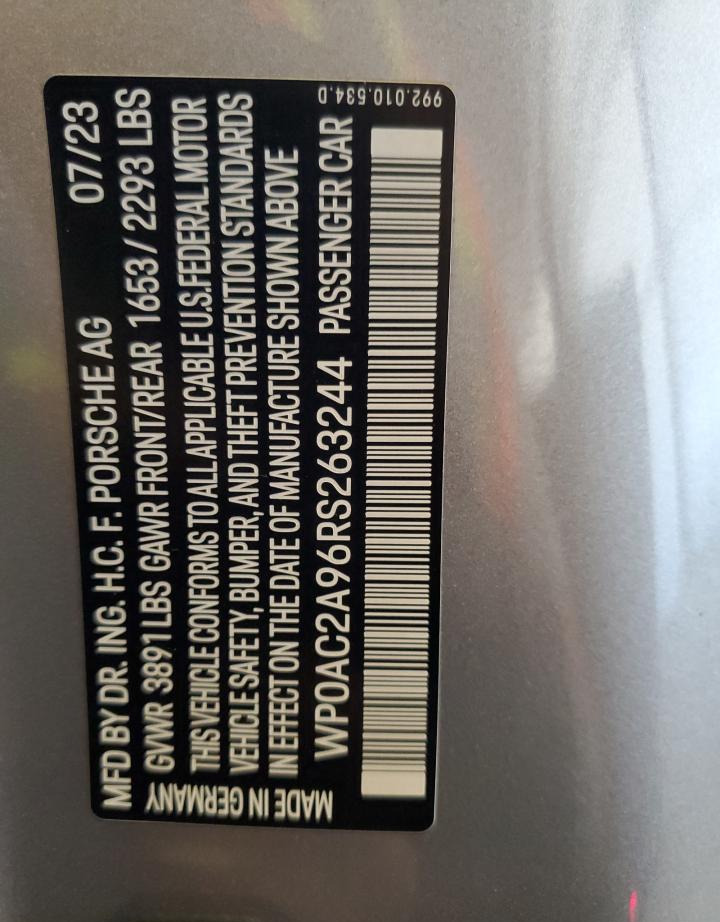 MFD BY DR. ING. H.C. F. PORSCHE AG 07/23
GVWR 3891 LBS GAWR FRONT/REAR 1653 / 2293 LBS
THIS VEHICLE CONFORMS TO ALL APPLICABLE U.S.FEDERAL MOTOR
VEHICLE SAFETY, BUMPER, AND THEFT PREVENTION STANDARDS
IN EFFECT ON THE DATE OF MANUFACTURE SHOWN ABOVE
WP0AC2A96RS263244 PASSENGER CAR
MADE IN GERMANY
992.010.534.D